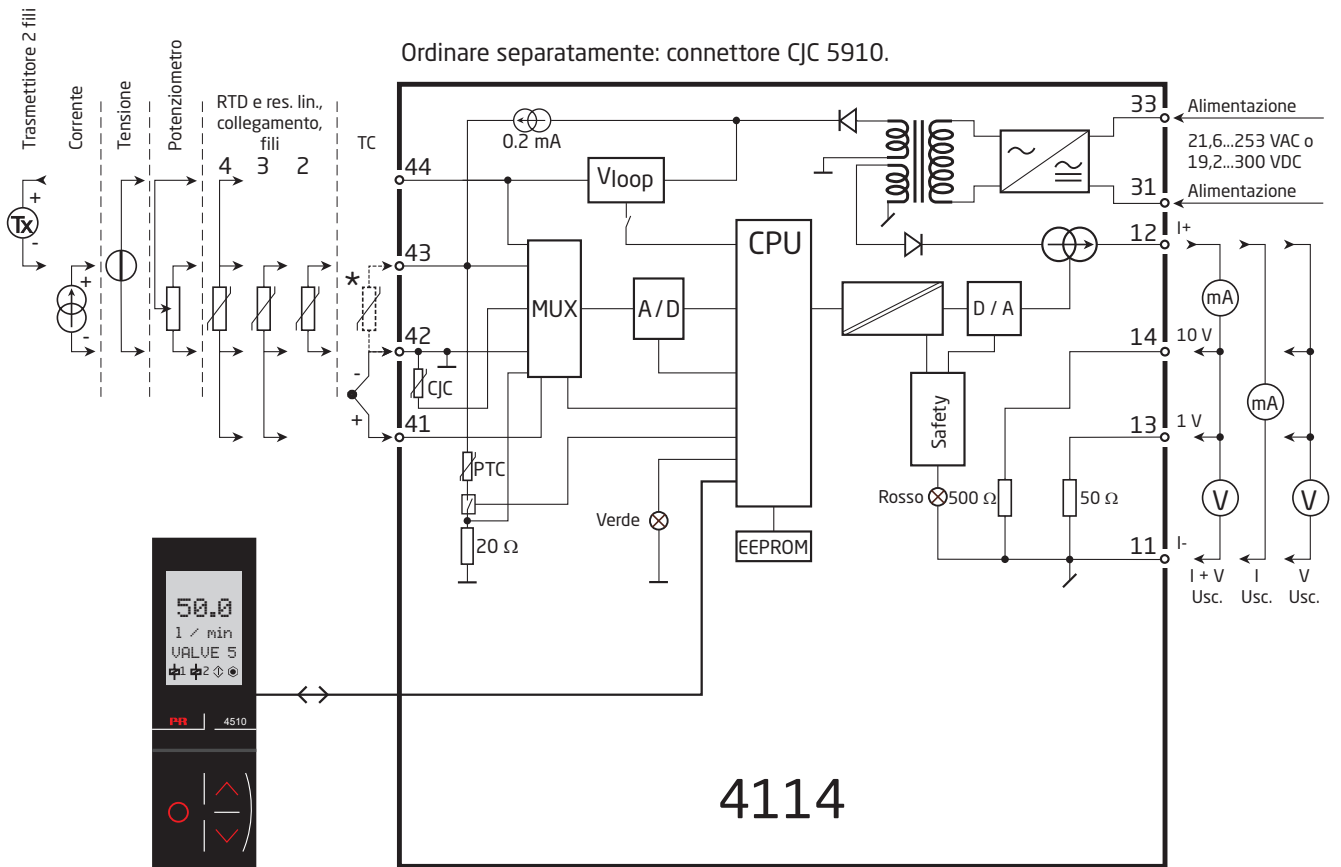 Ordinare separatamente: connettore CJC 5910.
Trasmettitore 2 fili
Corrente
Tensione
Potenziometro
RTD e res. lin.,
collegamento,
fili
4 3 2
TC
+
Tx
-
+
-
*
-
+
44
43
42
41
0.2 mA
Vloop
CPU
MUX
A/D
D / A
CJC
PTC
20 Ω
Verde
EEPROM
Safety
Rosso
500 Ω
50 Ω
33
Alimentazione
21,6...253 VAC o
19,2...300 VDC
31
Alimentazione
12
I+
mA
14
10 V
mA
13
1 V
V
V
11
I-
I + V
Usc.
I
Usc.
V
Usc.
50.0
l / min
VALVE 5
1 2
PR
4510
4114